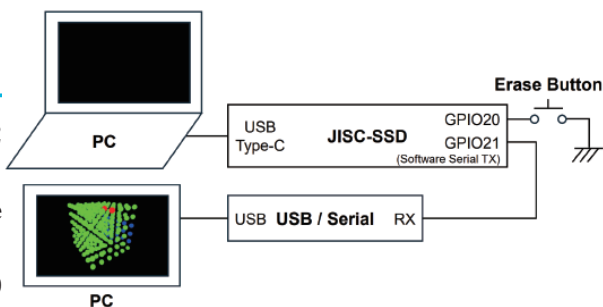 Erase Button
PC
USB
Type-C
JISC-SSD
GPIO20
GPIO21
(Software Serial TX)
USB
USB / Serial
RX
PC